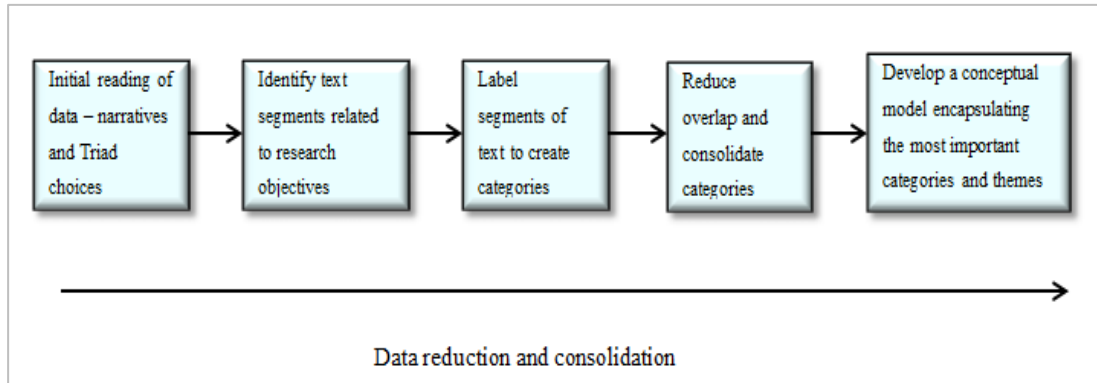 Initial reading of
data – narratives
and Triad
choices
Identify text
segments related
to research
objectives
Label
segments of
text to create
categories
Reduce
overlap and
consolidate
categories
Develop a conceptual
model encapsulating
the most important
categories and themes
Data reduction and consolidation